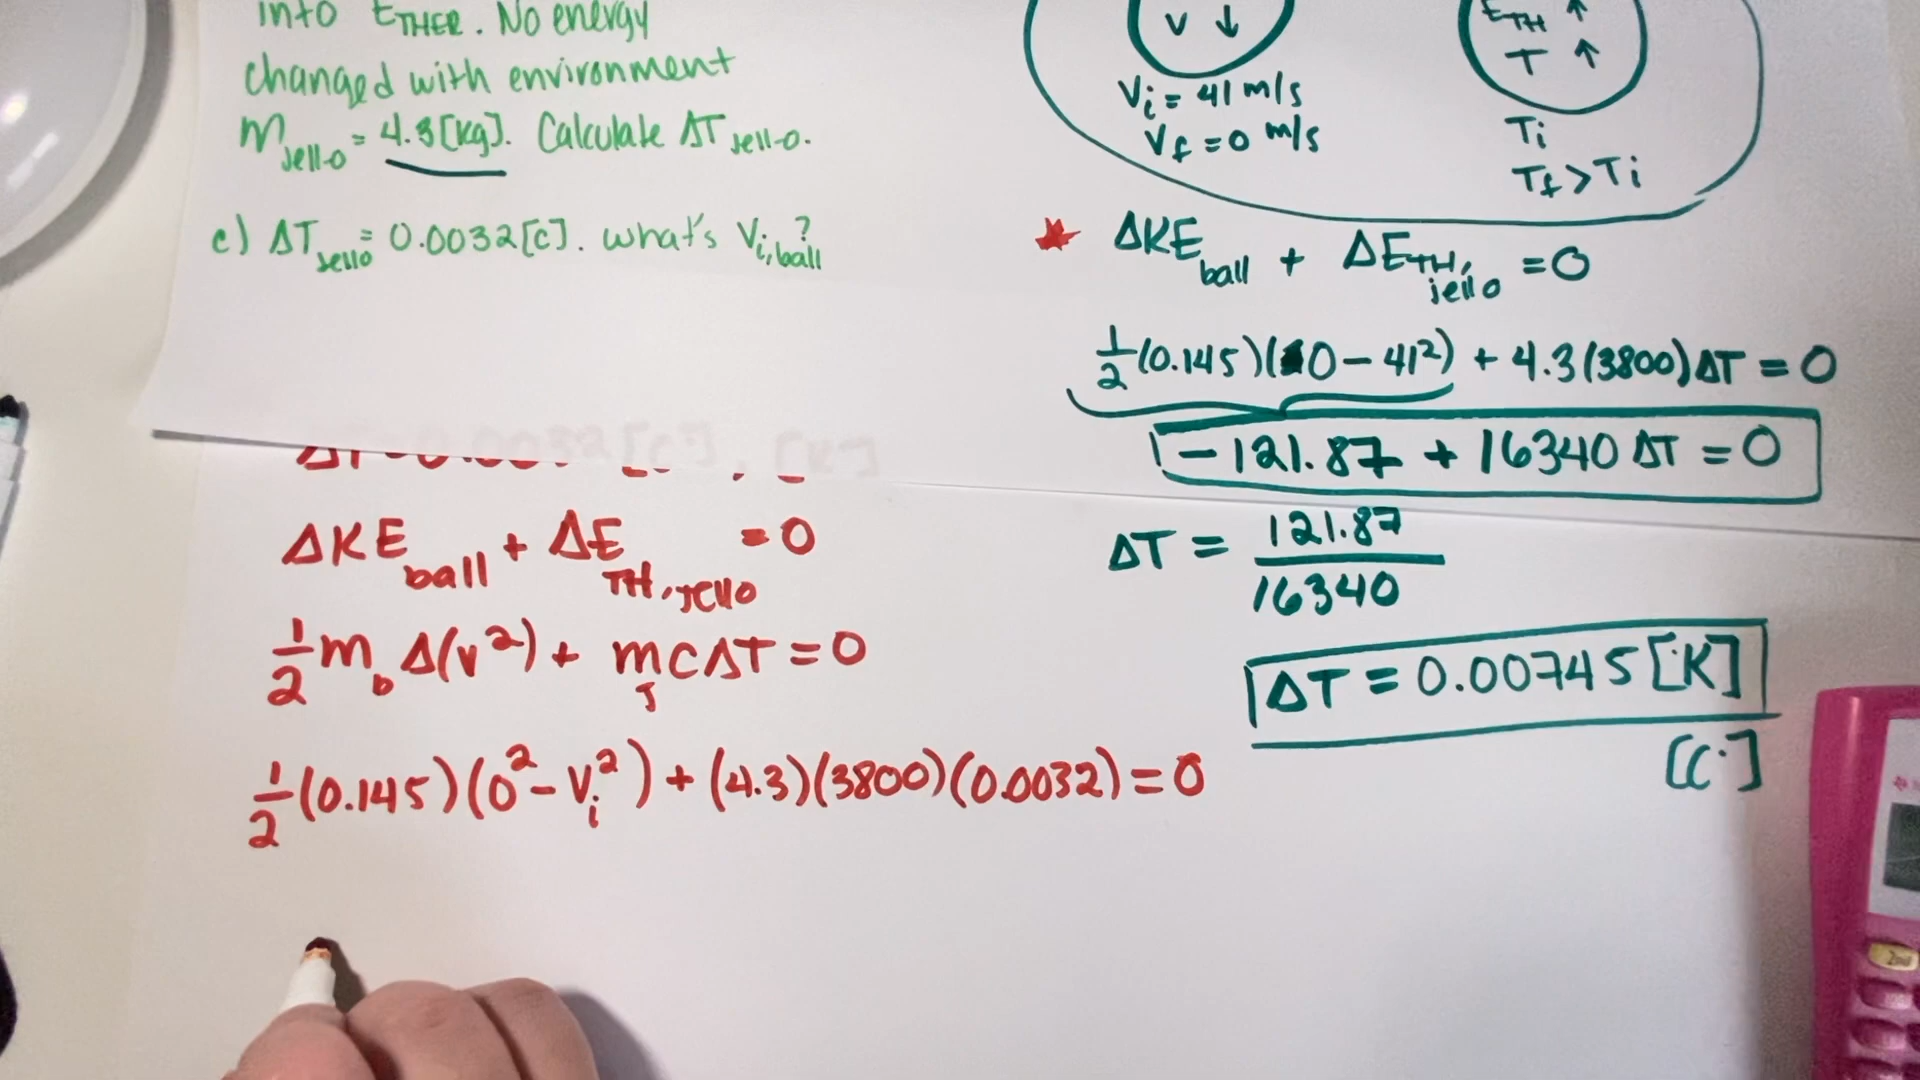 into E_THER. No energy
changed with environment
m_jell-o = 4.3[kg]. Calculate ΔT_jell-o.
c) ΔT_jello = 0.0032[C]. what's V_i,ball?
V ↓
V_i = 41 m/s
V_f = 0 m/s
E_TH ↑
T ↑
T_i
T_f > T_i
ΔKE_ball + ΔE_TH,jello = 0
1/2(0.145)(0 - 41²) + 4.3(3800)ΔT = 0
-121.87 + 16340 ΔT = 0
ΔT = 121.87/16340
ΔT = 0.00745 [K]
[C]
ΔKE_ball + ΔE_TH,jello = 0
1/2 m_b Δ(v²) + m_J CΔT = 0
1/2(0.145)(0² - V_i²) + (4.3)(3800)(0.0032) = 0
2nd